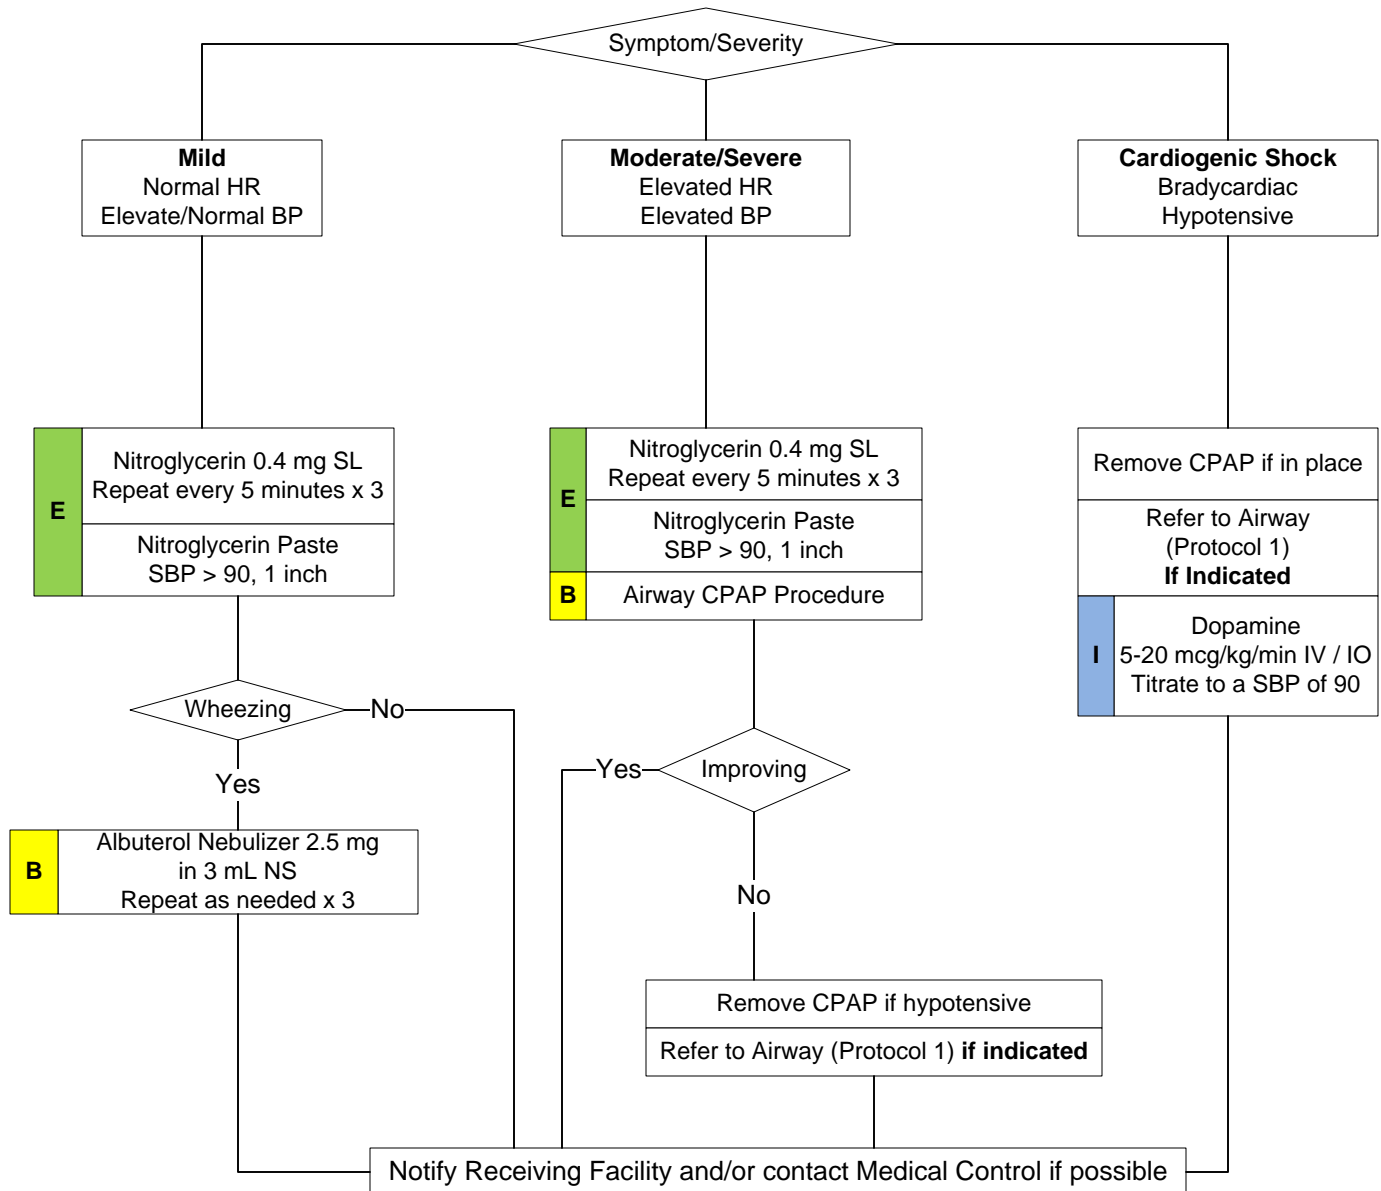 Symptom/Severity
Mild
Normal HR
Elevate/Normal BP
Moderate/Severe
Elevated HR
Elevated BP
Cardiogenic Shock
Bradycardiac
Hypotensive
E
Nitroglycerin 0.4 mg SL
Repeat every 5 minutes x 3
Nitroglycerin Paste
SBP > 90, 1 inch
E
Nitroglycerin 0.4 mg SL
Repeat every 5 minutes x 3
Nitroglycerin Paste
SBP > 90, 1 inch
B
Airway CPAP Procedure
Remove CPAP if in place
Refer to Airway
(Protocol 1)
If Indicated
I
Dopamine
5-20 mcg/kg/min IV / IO
Titrate to a SBP of 90
Wheezing
No
Yes
Improving
Yes
No
B
Albuterol Nebulizer 2.5 mg
in 3 mL NS
Repeat as needed x 3
Remove CPAP if hypotensive
Refer to Airway (Protocol 1) if indicated
Notify Receiving Facility and/or contact Medical Control if possible